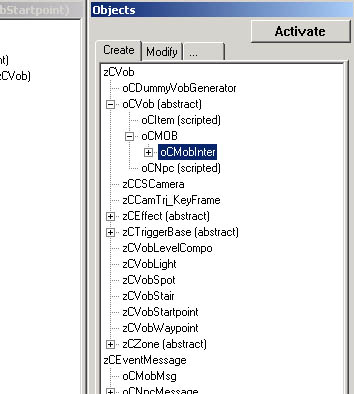 obStartpoint)
Objects
Activate
Create
Modify
...
t)
zCVob)
zCVob
oCDummyVobGenerator
oCVob (abstract)
oCItem (scripted)
oCMOB
oCMobInter
oCNpc (scripted)
zCCSCamera
zCCamTrj_KeyFrame
zCEffect (abstract)
zCTriggerBase (abstract)
zCVobLevelCompo
zCVobLight
zCVobSpot
zCVobStair
zCVobStartpoint
zCVobWaypoint
zCZone (abstract)
zCEventMessage
oCMobMsg
oCNpcMessage